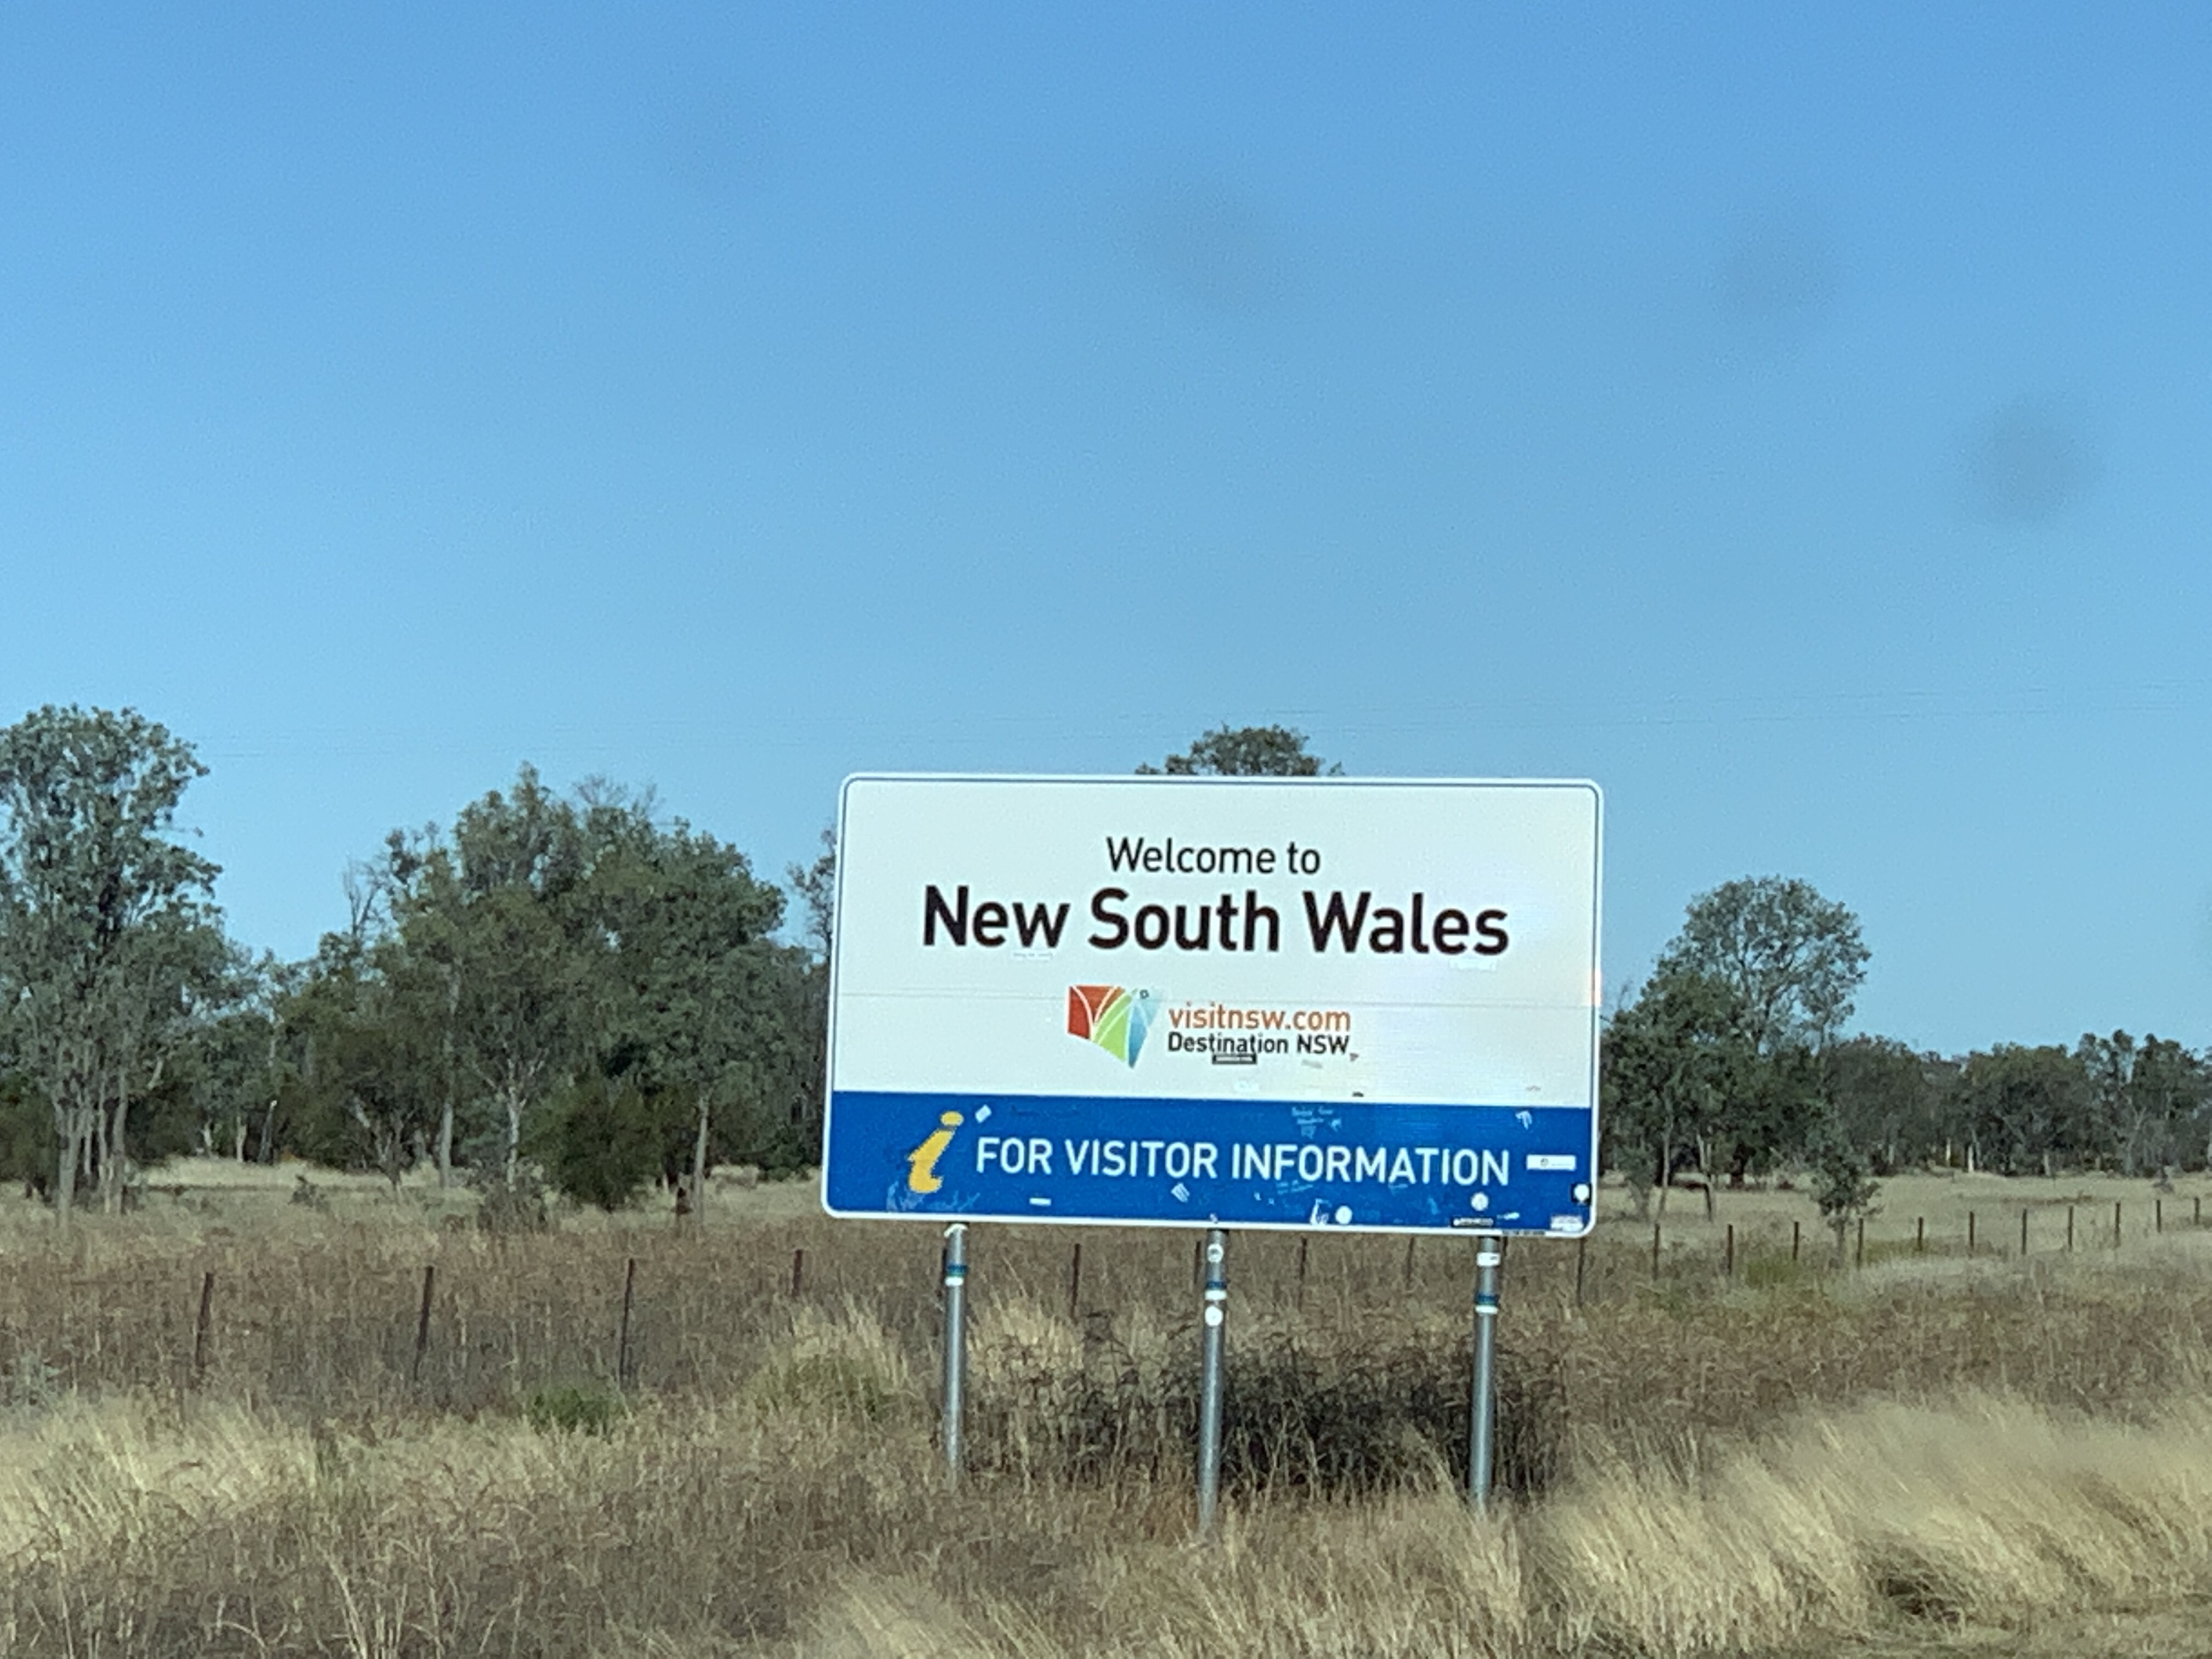 Welcome to
New South Wales
visitnsw.com
Destination NSW
i FOR VISITOR INFORMATION